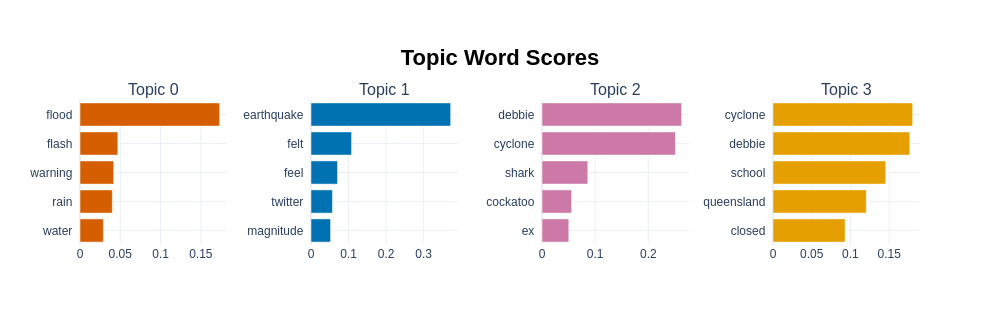 Topic Word Scores
Topic 0
flood
flash
warning
rain
water
0 0.05 0.1 0.15
Topic 1
earthquake
felt
feel
twitter
magnitude
0 0.1 0.2 0.3
Topic 2
debbie
cyclone
shark
cockatoo
ex
0 0.1 0.2
Topic 3
cyclone
debbie
school
queensland
closed
0 0.05 0.1 0.15